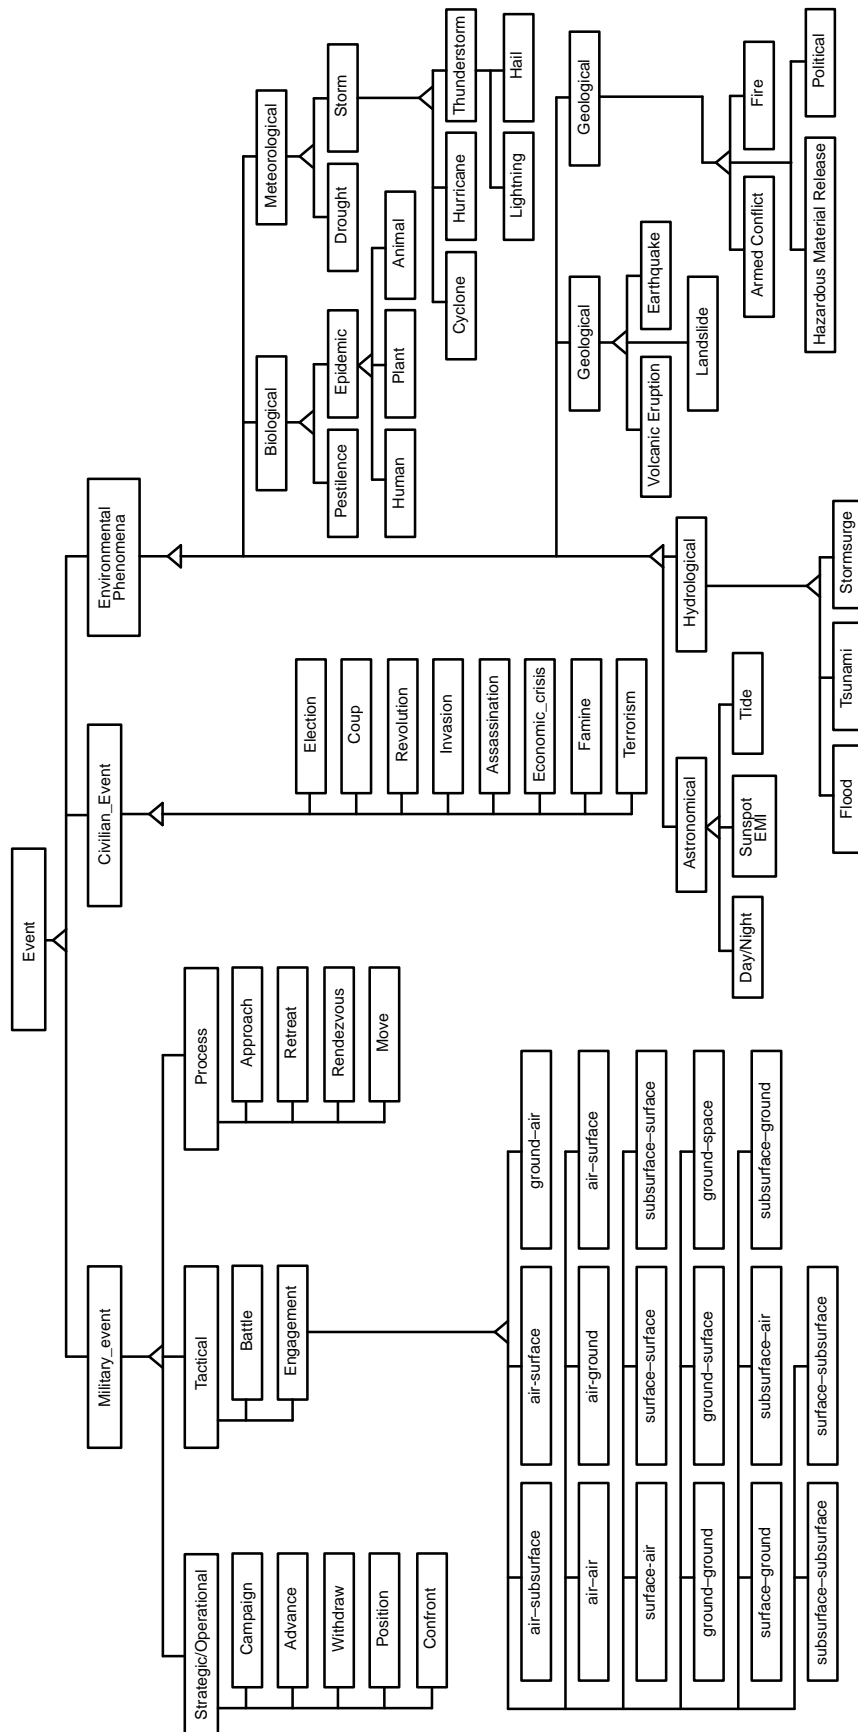 Event
Military_event
Civilian_Event
Environmental
Phenomena
Strategic/Operational
Campaign
Advance
Withdraw
Position
Confront
Tactical
Battle
Engagement
Process
Approach
Retreat
Rendezvous
Move
air–subsurface
air-surface
ground–air
air–air
air-ground
air–surface
surface-air
surface–surface
subsurface–surface
ground–ground
ground–surface
ground–space
surface–ground
subsurface–air
subsurface–ground
subsurface–subsurface
surface–subsurface
Election
Coup
Revolution
Invasion
Assassination
Economic_crisis
Famine
Terrorism
Biological
Meteorological
Pestilence
Epidemic
Drought
Storm
Human
Plant
Animal
Cyclone
Hurricane
Thunderstorm
Lightning
Hail
Geological
Geological
Volcanic Eruption
Earthquake
Landslide
Armed Conflict
Fire
Hazardous Material Release
Political
Astronomical
Hydrological
Day/Night
Sunspot
EMI
Tide
Flood
Tsunami
Stormsurge